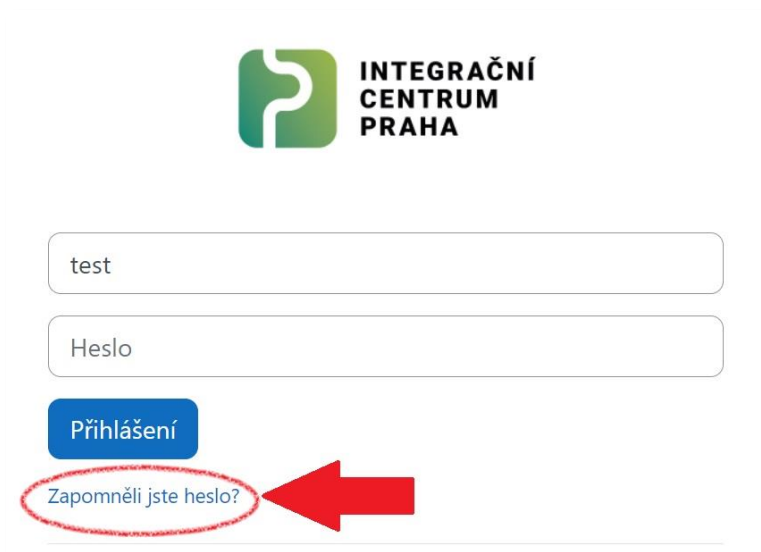 INTEGRAČNÍ
CENTRUM
PRAHA
test
Heslo
Přihlášení
Zapomněli jste heslo?